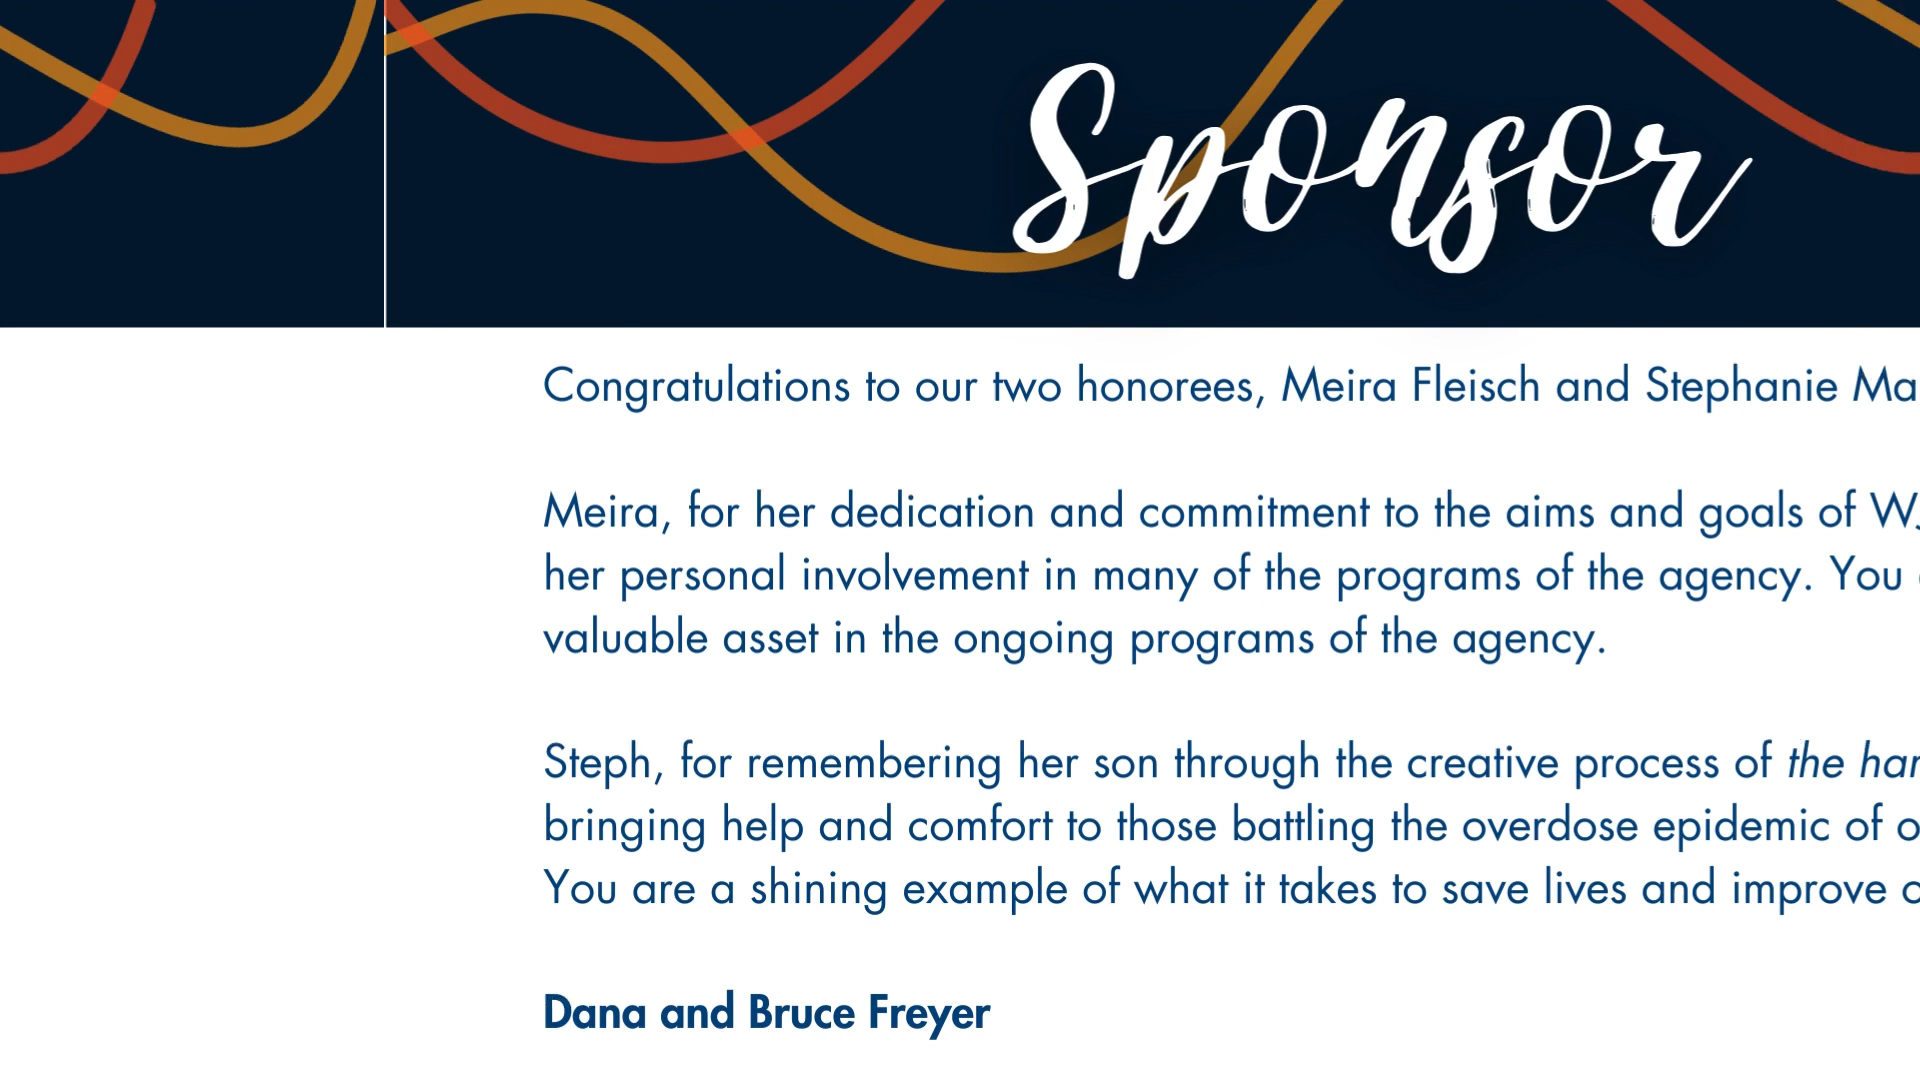 Sponsor
Congratulations to our two honorees, Meira Fleisch and Stephanie
Meira, for her dedication and commitment to the aims and goals of
her personal involvement in many of the programs of the agency. You
valuable asset in the ongoing programs of the agency.
Steph, for remembering her son through the creative process of the
bringing help and comfort to those battling the overdose epidemic of
You are a shining example of what it takes to save lives and improve
Dana and Bruce Freyer